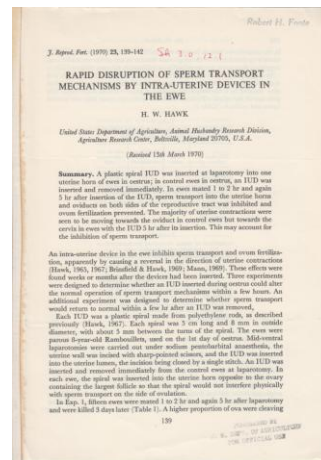 Robert H. Foote
J. Reprod. Fert. (1970) 23, 139-142
RAPID DISRUPTION OF SPERM TRANSPORT
MECHANISMS BY INTRA-UTERINE DEVICES IN
THE EWE
H. W. HAWK
United States Department of Agriculture, Animal Husbandry Research Division,
Agriculture Research Center, Beltsville, Maryland 20705, U.S.A.
(Received 13th March 1970)
Summary. A plastic spiral IUD was inserted at laparotomy into one
uterine horn of ewes in oestrus; in control ewes in oestrus, an IUD was
inserted and removed immediately. In ewes mated 1 to 2 hr and again
5 hr after insertion of the IUD, sperm transport into the uterine horns
and oviducts on both sides of the reproductive tract was inhibited and
ovum fertilization prevented. The majority of uterine contractions were
seen to be moving towards the oviduct in control ewes but towards the
cervix in ewes with the IUD 5 hr after its insertion. This may account for
the inhibition of sperm transport.
An intra-uterine device in the ewe inhibits sperm transport and ovum fertiliza-
tion, apparently by causing a reversal in the direction of uterine contractions
(Hawk, 1965, 1967; Brinsfield & Hawk, 1969; Mann, 1969). These effects were
found weeks or months after the devices had been inserted. Three experiments
were designed to determine whether an IUD inserted during oestrus could alter
the normal operation of sperm transport mechanisms within a few hours. An
additional experiment was designed to determine whether sperm transport
would return to normal within a few hr after an IUD was removed.
Each IUD was a plastic spiral made from polyethylene rods, as described
previously (Hawk, 1967). Each spiral was 5 cm long and 8 mm in outside
diameter, with about 5 mm between the turns of the spiral. The ewes were
parous 8-year-old Rambouillets, used on the 1st day of oestrus. Mid-ventral
laparotomies were carried out under sodium pentobarbital anaesthesia, the
uterine wall was incised with sharp-pointed scissors, and the IUD was inserted
into the uterine lumen, the incision being closed by a single stitch. An IUD was
inserted and removed immediately from the control ewes at laparotomy. In
each ewe, the spiral was inserted into the uterine horn opposite to the ovary
containing the largest follicle so that the spiral would not interfere physically
with sperm transport on the side of ovulation.
In Exp. 1, fifteen ewes were mated 1 to 2 hr and again 5 hr after laparotomy
and were killed 3 days later (Table 1). A higher proportion of ova were cleaving
139